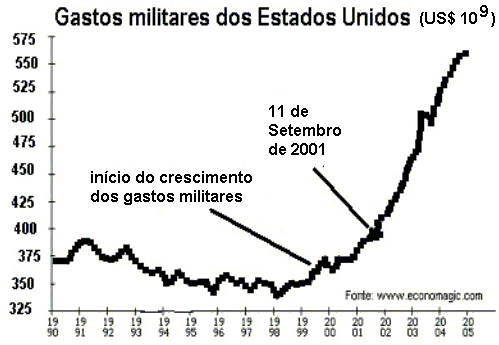 Gastos militares dos Estados Unidos (US$ 10⁹)
575
550
525
500
475
450
425
400
375
350
325
11 de
Setembro
de 2001
início do crescimento
dos gastos militares
Fonte: www.economagic.com
19 19 19 19 19 19 19 19 19 19 20 20 20 20 20 20
90 91 92 93 94 95 96 97 98 99 00 01 02 03 04 05